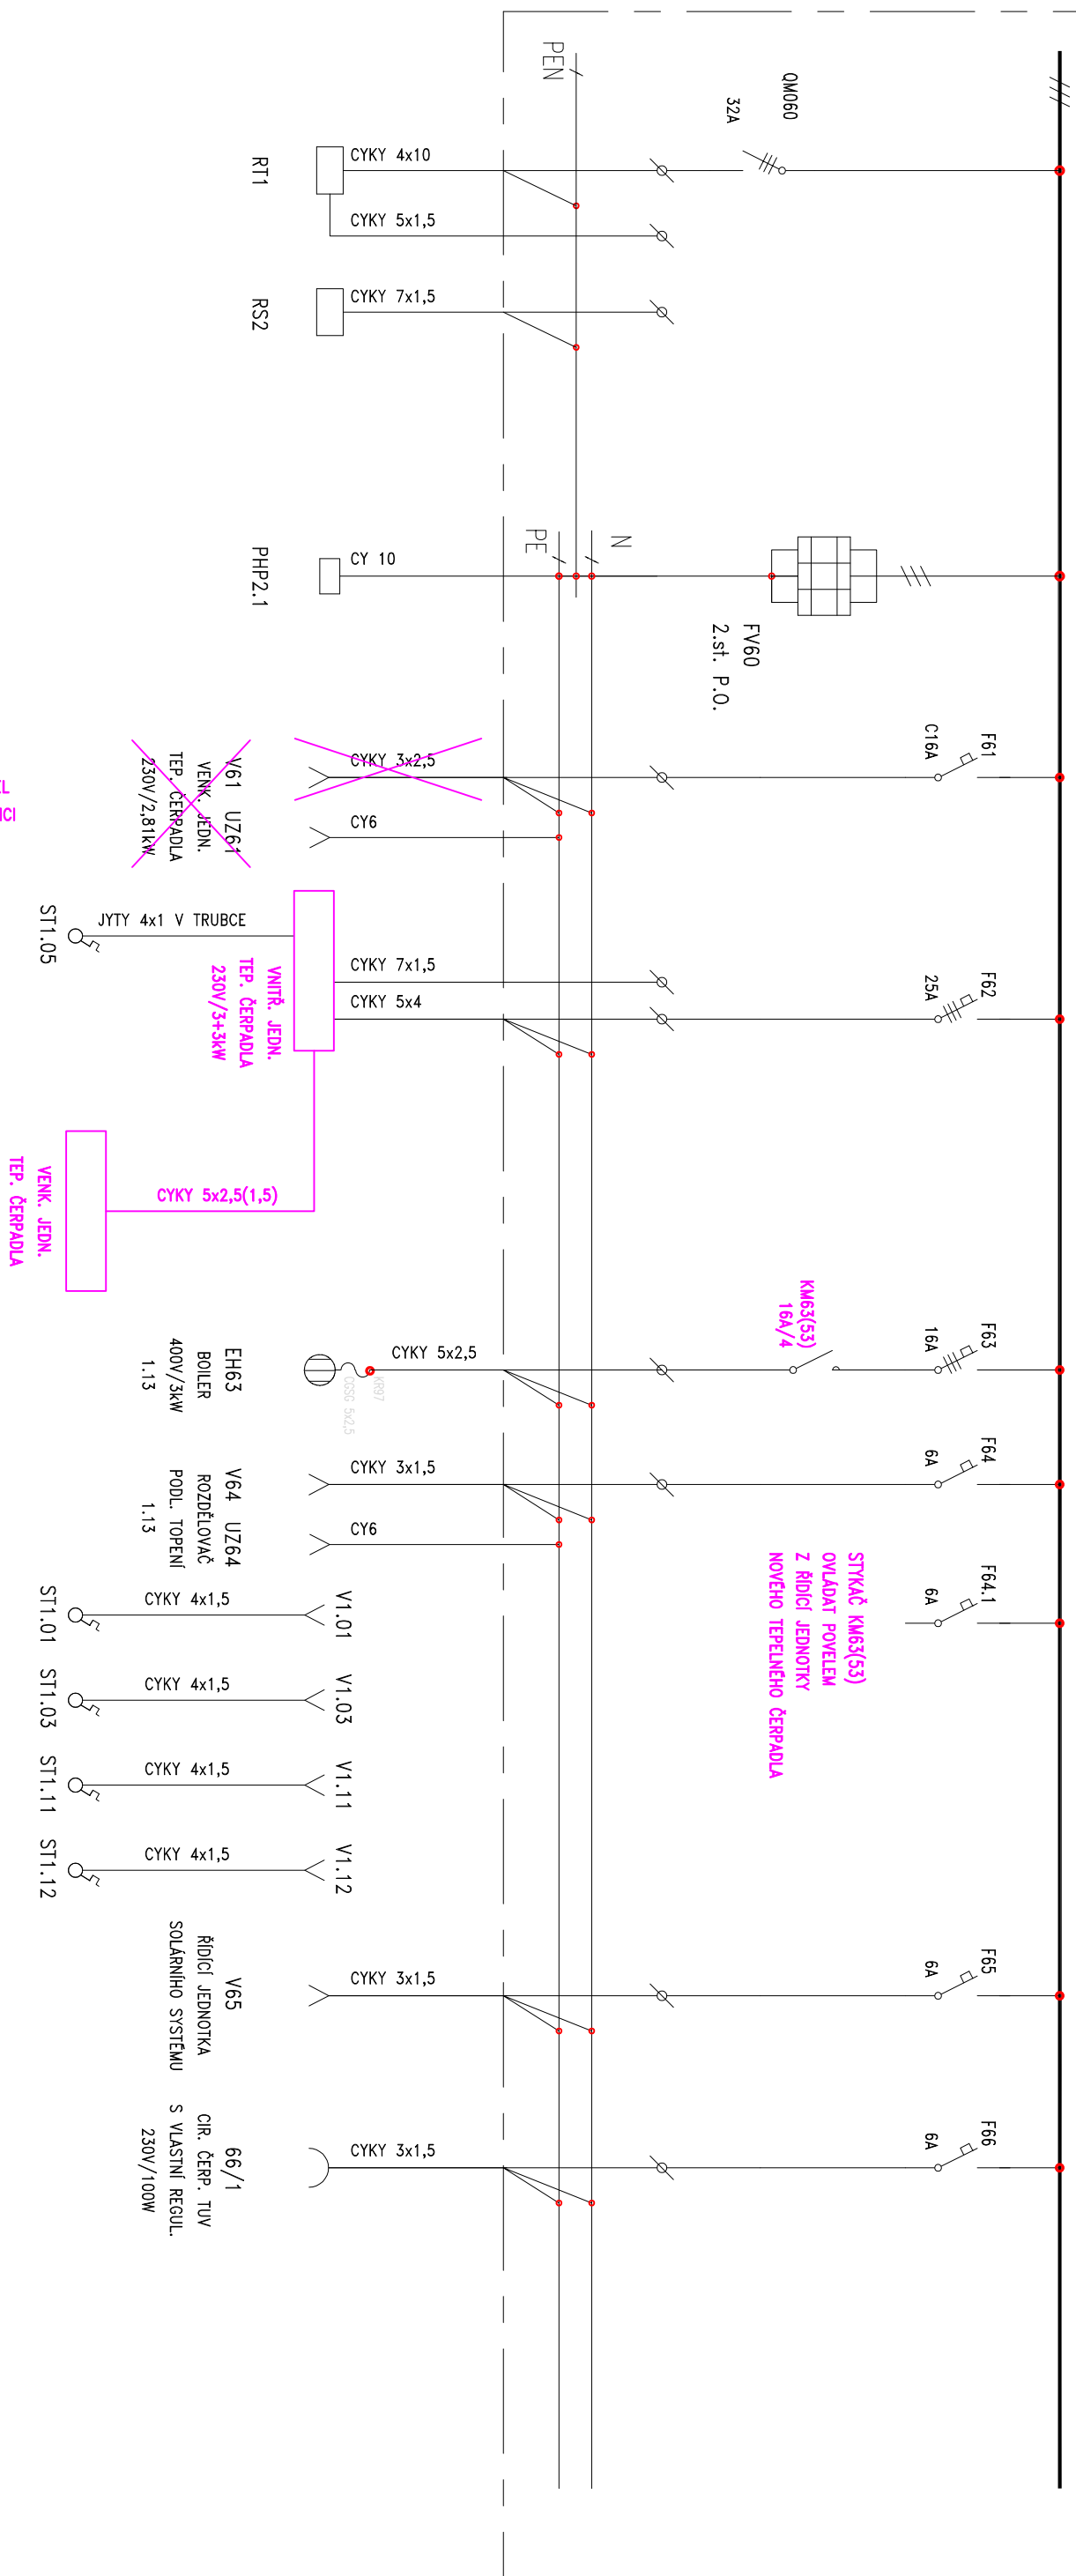 QM060
32A
PEN
CYKY 4x10
RT1
CYKY 5x1,5
CYKY 7x1,5
RS2
N
PE
CY 10
PHP2.1
FV60
2.st. P.O.
F61
C16A
CYKY 3x2,5
CY6
V61 UZ61
VENK. JEDN.
TEP. ČERPADLA
230V/2,81kW
JYTY 4x1 V TRUBCE
ST1.05
F62
25A
CYKY 7x1,5
CYKY 5x4
VNITŘ. JEDN.
TEP. ČERPADLA
230V/3+3kW
CYKY 5x2,5(1,5)
VENK. JEDN.
TEP. ČERPADLA
F63
16A
KM63(53)
16A/4
CYKY 5x2,5
KR97
CGSG 5x2,5
EH63
BOILER
400V/3kW
1.13
F64
6A
CYKY 3x1,5
CY6
V64 UZ64
ROZDĚLOVAČ
PODL. TOPENÍ
1.13
F64.1
6A
STYKAČ KM63(53)
OVLÁDAT POVELEM
Z ŘÍDÍCÍ JEDNOTKY
NOVÉHO TEPELNÉHO ČERPADLA
V1.01
CYKY 4x1,5
ST1.01
V1.03
CYKY 4x1,5
ST1.03
V1.11
CYKY 4x1,5
ST1.11
V1.12
CYKY 4x1,5
ST1.12
F65
6A
CYKY 3x1,5
V65
ŘÍDÍCÍ JEDNOTKA
SOLÁRNÍHO SYSTÉMU
F66
6A
CYKY 3x1,5
66/1
CIR. ČERP. TUV
S VLASTNÍ REGUL.
230V/100W